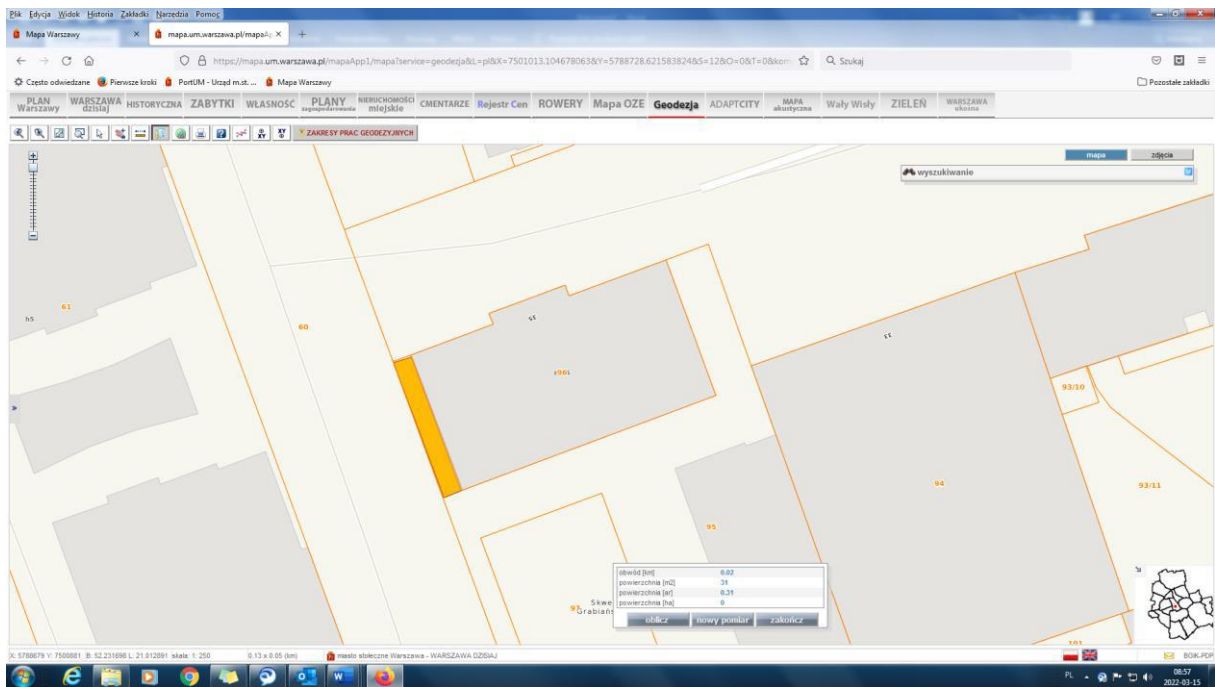 Plik Edycja Widok Historia Zakładki Narzędzia Pomoc
Mapa Warszawy × mapa.um.warszawa.pl/mapaAp × +
https://mapa.um.warszawa.pl/mapaApp1/mapa?service=geodezja&L=pl&X=7501013.104678063&Y=5788728.621583824&S=12&O=0&T=0&kom Szukaj
Często odwiedzane Pierwsze kroki PortUM - Urząd m.st. ... Mapa Warszawy Pozostałe zakładki
PLAN Warszawy WARSZAWA dzisiaj HISTORYCZNA ZABYTKI WŁASNOŚĆ PLANY zagospodarowania NIERUCHOMOŚCI miejskie CMENTARZE Rejestr Cen ROWERY Mapa OZE Geodezja ADAPTCITY MAPA akustyczna Wały Wisły ZIELEŃ WARSZAWA ukośna
XY XY ZAKRESY PRAC GEODEZYJNYCH
mapa zdjęcia
wyszukiwanie
61
60
55
33
93/10
94
93/11
95
obwód [km] 0.02
powierzchnia [m2] 31
powierzchnia [ar] 0.31
powierzchnia [ha] 0
oblicz nowy pomiar zakończ
Skwe
Grabiańs
101
X: 5788679 Y: 7500881 B: 52.231698 L: 21.012891 skala: 1: 250 0.13 x 0.05 (km) miasto stołeczne Warszawa - WARSZAWA DZISIAJ BGIK-PDP
PL 08:57
2022-03-15